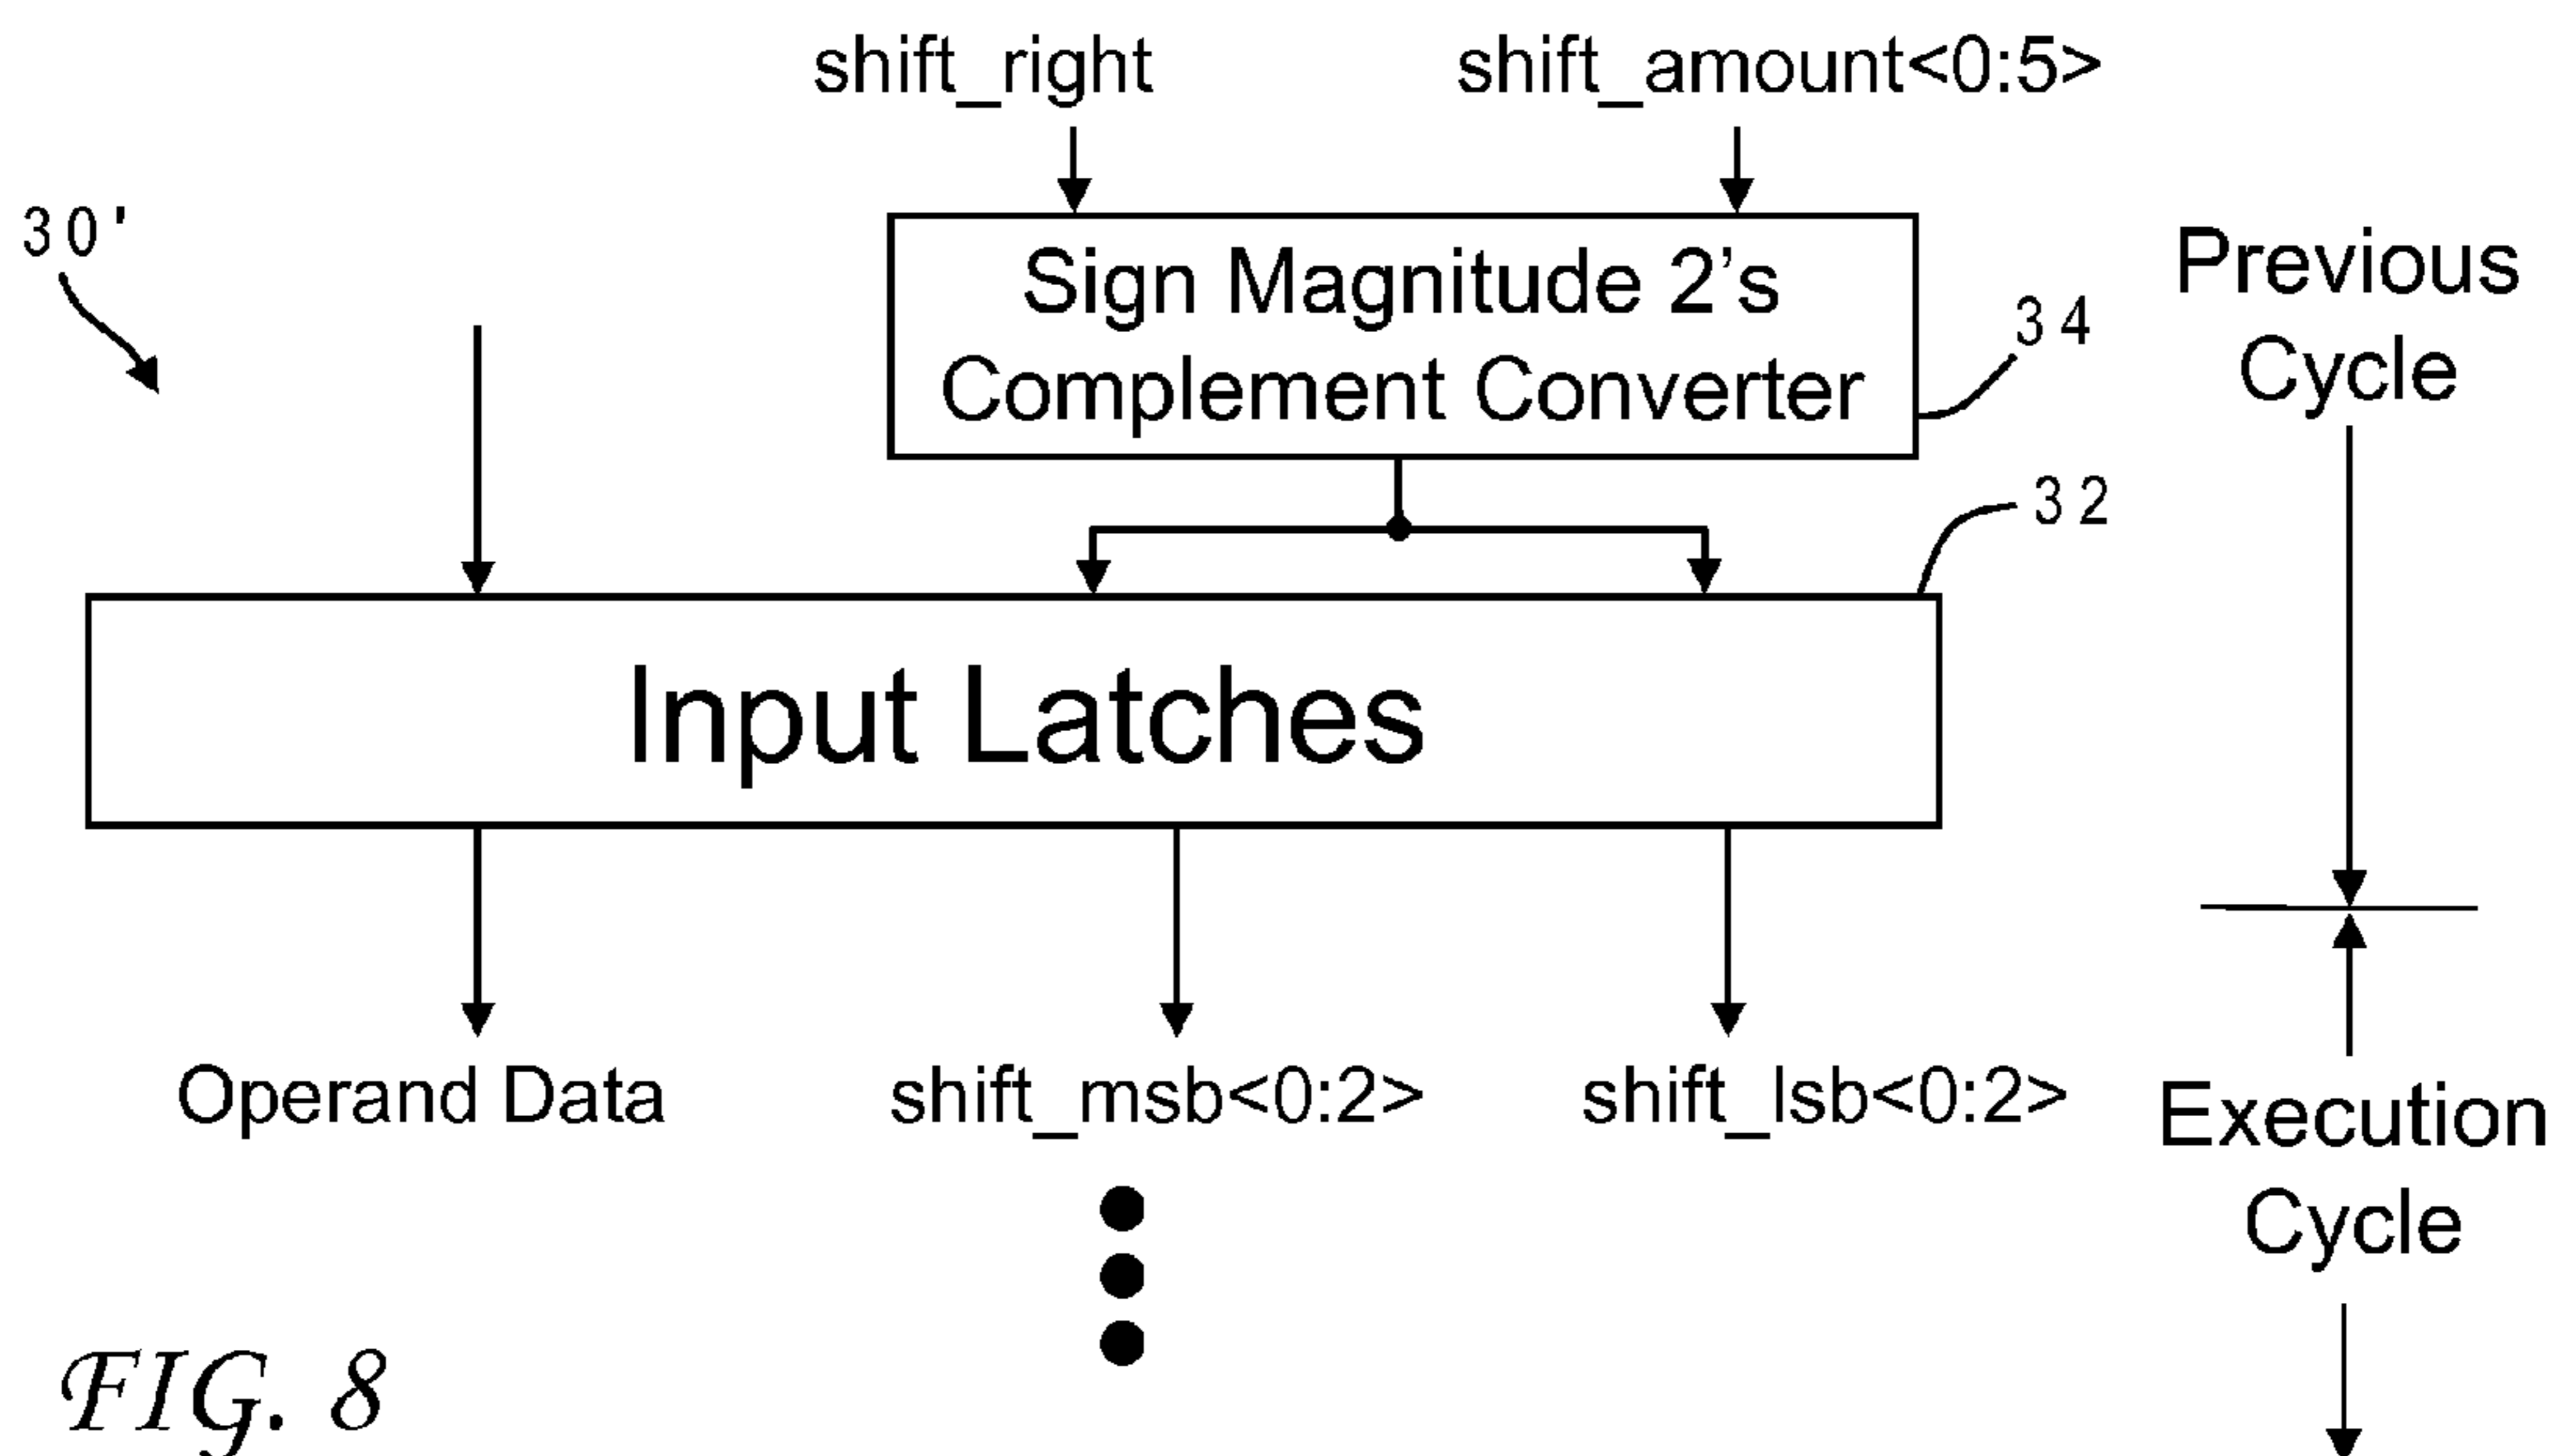 shift_right
shift_amount<0:5>
30'
Sign Magnitude 2's
Complement Converter
34
Previous
Cycle
32
Input Latches
Operand Data
shift_msb<0:2>
shift_lsb<0:2>
Execution
Cycle
FIG. 8